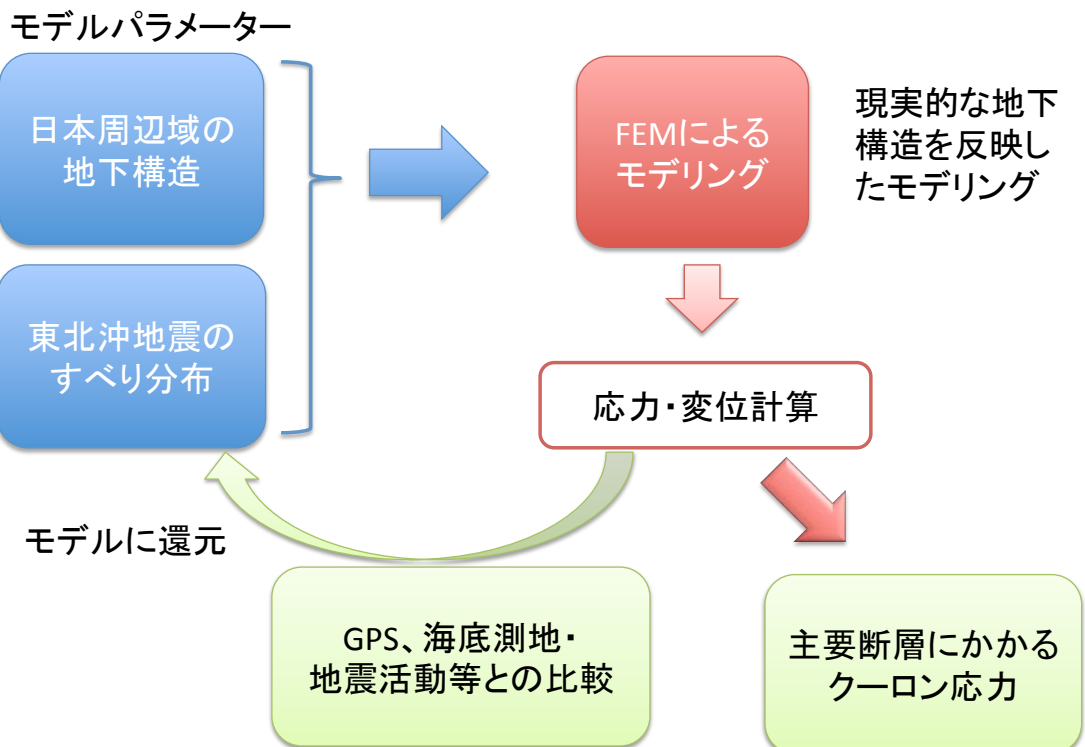 モデルパラメーター
日本周辺域の
地下構造
東北沖地震の
すべり分布
FEMによる
モデリング
現実的な地下
構造を反映し
たモデリング
応力・変位計算
モデルに還元
GPS、海底測地・
地震活動等との比較
主要断層にかかる
クーロン応力